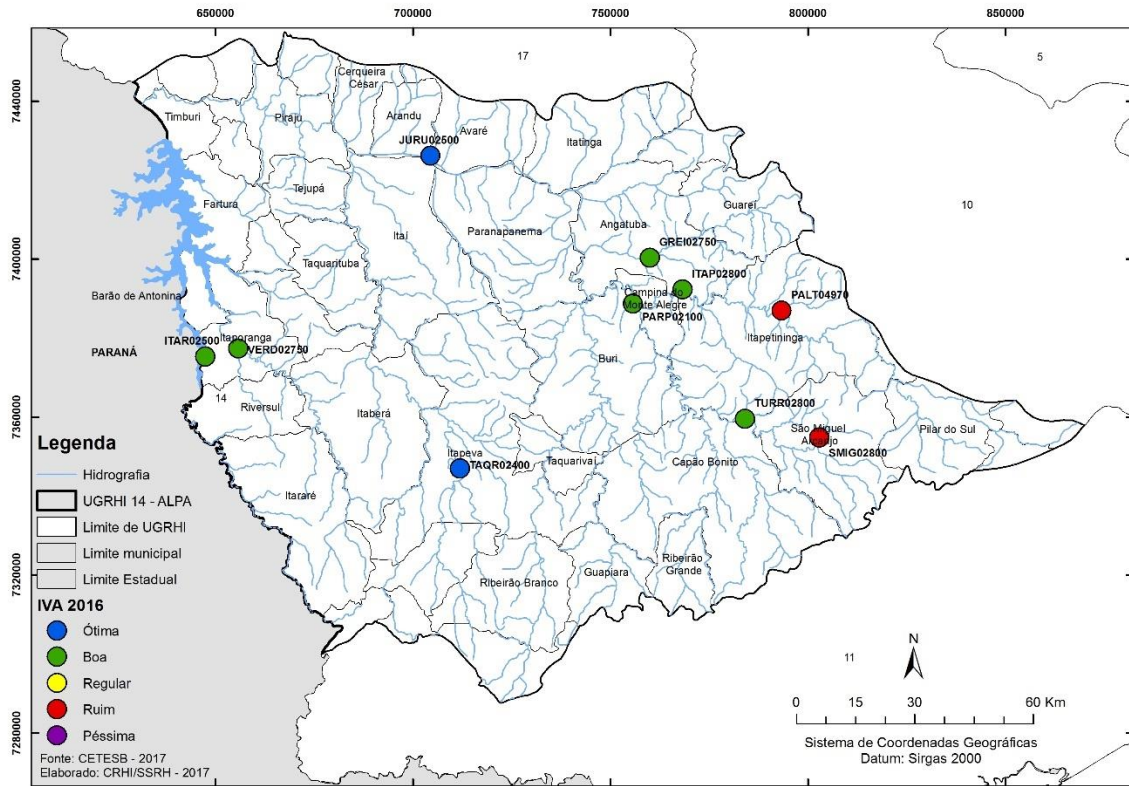 650000
700000
750000
800000
850000
7440000
7400000
7360000
7320000
7280000
17
5
10
11
14
Cerqueira
César
Timburi
Piraju
Arandu
Avaré
JURU02500
Itatinga
Tejupá
Fartura
Guareí
Angatuba
Itaí
Paranapanema
GREI02750
Taquarituba
ITAP02800
Barão de Antonina
Campina do
Monte Alegre
PALT04970
PARP02100
PARANÁ
ITAR02500
Itaporanga
VERD02750
Itapetininga
Buri
Riversul
Itaberá
TURR02800
São Miguel
Arcanjo
Pilar do Sul
SMIG02800
Itapeva
TAQR02400
Taquarivaí
Capão Bonito
Itararé
Ribeirão Branco
Guapiara
Ribeirão
Grande
Legenda
Hidrografia
UGRHI 14 - ALPA
Limite de UGRHI
Limite municipal
Limite Estadual
IVA 2016
Ótima
Boa
Regular
Ruim
Péssima
Fonte: CETESB - 2017
Elaborado: CRHI/SSRH - 2017
N
0 15 30 60 Km
Sistema de Coordenadas Geográficas
Datum: Sirgas 2000